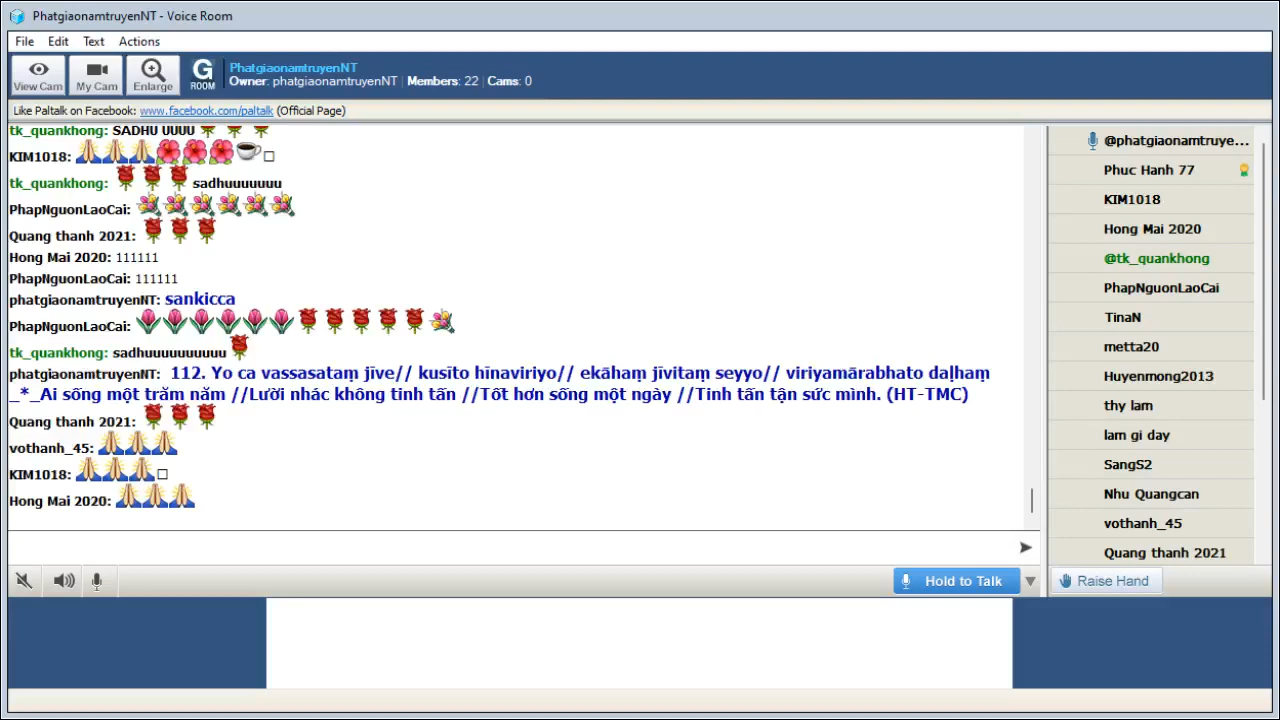 PhatgiaonamtruyenNT - Voice Room
File Edit Text Actions
View Cam My Cam Enlarge G ROOM
PhatgiaonamtruyenNT
Owner: phatgiaonamtruyenNT | Members: 22 | Cams: 0
Like Paltalk on Facebook: www.facebook.com/paltalk (Official Page)
tk_quankhong: SADHU UUUU
KIM1018:
tk_quankhong: sadhuuuuuuu
PhapNguonLaoCai:
Quang thanh 2021:
Hong Mai 2020: 111111
PhapNguonLaoCai: 111111
phatgiaonamtruyenNT: sankicca
PhapNguonLaoCai:
tk_quankhong: sadhuuuuuuuuuu
phatgiaonamtruyenNT: 112. Yo ca vassasataṃ jīve// kusīto hīnaviriyo// ekāhaṃ jīvitaṃ seyyo// viriyamārabhato daḷhaṃ
_*_Ai sống một trăm năm //Lười nhác không tinh tấn //Tốt hơn sống một ngày //Tinh tấn tận sức mình. (HT-TMC)
Quang thanh 2021:
vothanh_45:
KIM1018:
Hong Mai 2020:
@phatgiaonamtruye...
Phuc Hanh 77
KIM1018
Hong Mai 2020
@tk_quankhong
PhapNguonLaoCai
TinaN
metta20
Huyenmong2013
thy lam
lam gi day
SangS2
Nhu Quangcan
vothanh_45
Quang thanh 2021
Hold to Talk
Raise Hand